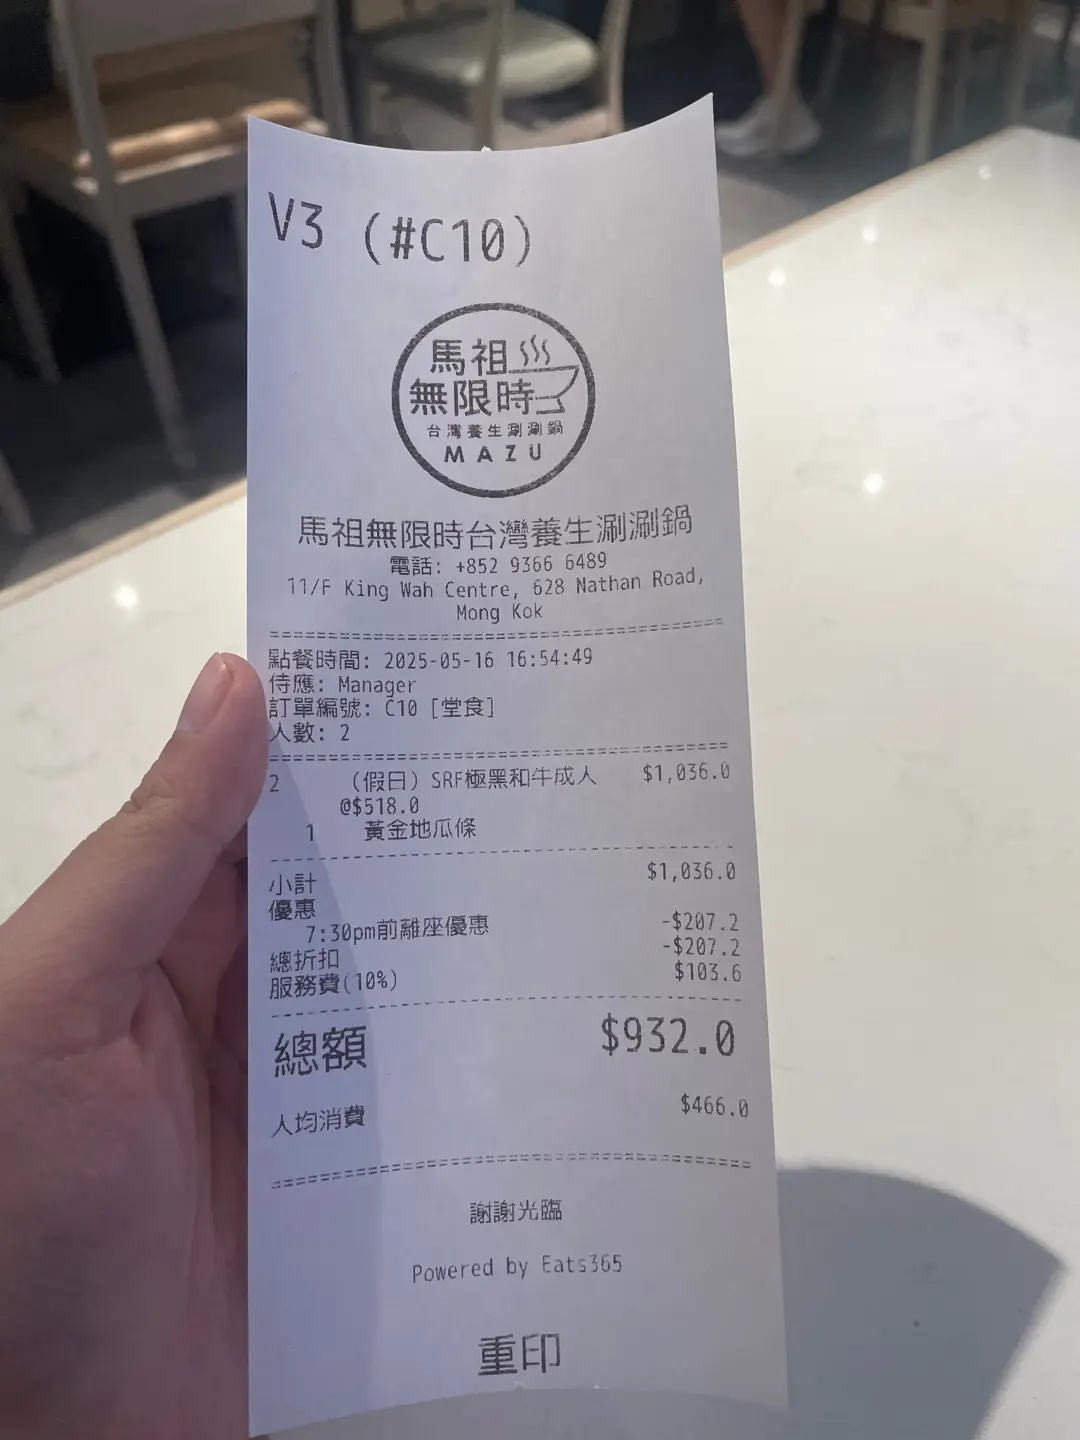 V3 (#C10)
馬祖
無限時
台灣養生涮涮鍋
MAZU
馬祖無限時台灣養生涮涮鍋
電話: +852 9366 6489
11/F King Wah Centre, 628 Nathan Road,
Mong Kok
點餐時間: 2025-05-16 16:54:49
侍應: Manager
訂單編號: C10 [堂食]
人數: 2
2 (假日) SRF極黑和牛成人 $1,036.0
@$518.0
1 黃金地瓜條
小計 $1,036.0
優惠
7:30pm前離座優惠 -$207.2
總折扣 -$207.2
服務費(10%) $103.6
總額 $932.0
人均消費 $466.0
謝謝光臨
Powered by Eats365
重印